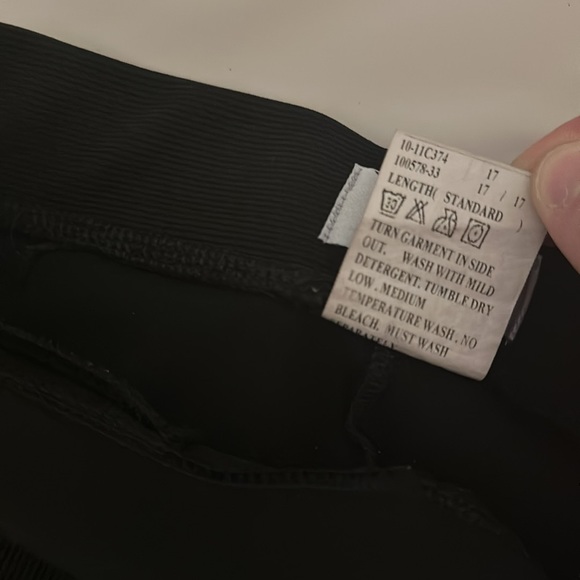 10-11C374 17
100578-33 17 / 17
LENGTH( STANDARD )
30
TURN GARMENT IN SIDE
OUT. WASH WITH MILD
DETERGENT, TUMBLE DRY
LOW, MEDIUM
TEMPERATURE WASH, NO
BLEACH. MUST WASH